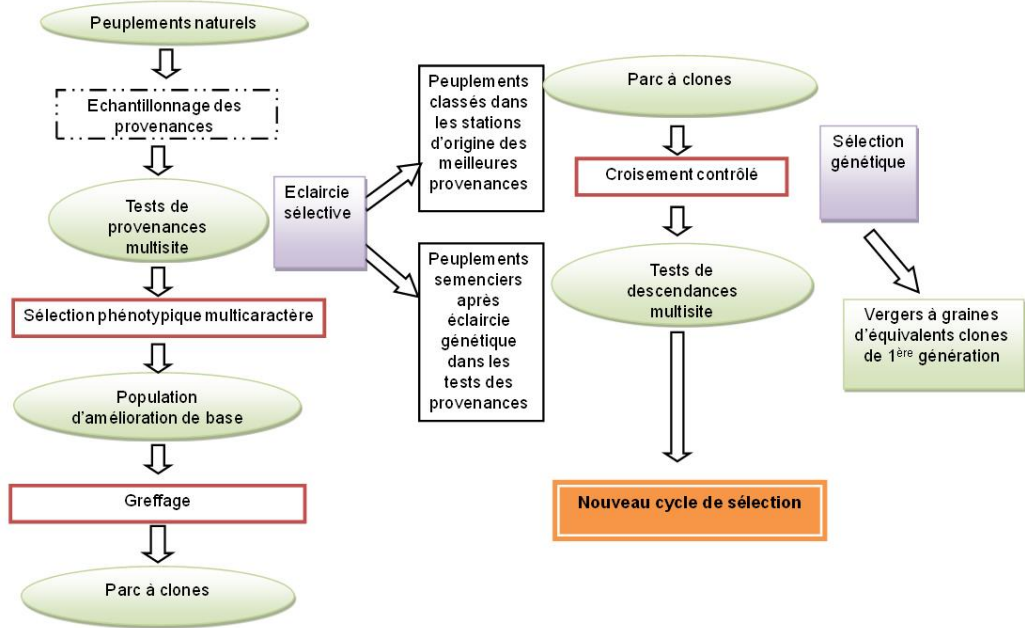 Peuplements naturels
Echantillonnage des
provenances
Tests de
provenances
multisite
Sélection phénotypique multicaractère
Population
d'amélioration de base
Greffage
Parc à clones
Eclaircie
sélective
Peuplements
classés dans
les stations
d'origine des
meilleures
provenances
Peuplements
semenciers
après
éclaircie
génétique
dans les
tests des
provenances
Parc à clones
Croisement contrôlé
Tests de
descendances
multisite
Nouveau cycle de sélection
Sélection
génétique
Vergers à graines
d'équivalents clones
de 1ère génération